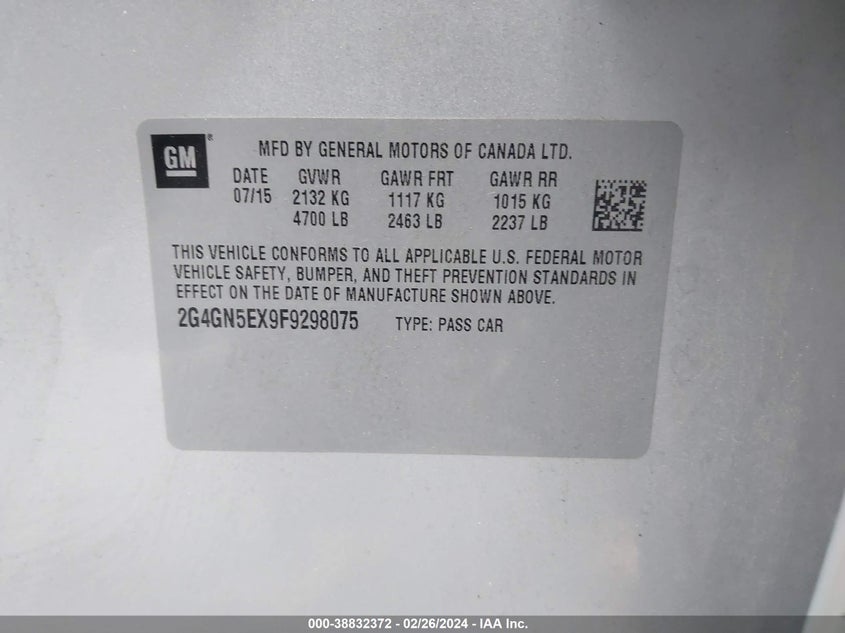 GM®
MFD BY GENERAL MOTORS OF CANADA LTD.
DATE GVWR GAWR FRT GAWR RR
07/15 2132 KG 1117 KG 1015 KG
4700 LB 2463 LB 2237 LB
THIS VEHICLE CONFORMS TO ALL APPLICABLE U.S. FEDERAL MOTOR
VEHICLE SAFETY, BUMPER, AND THEFT PREVENTION STANDARDS IN
EFFECT ON THE DATE OF MANUFACTURE SHOWN ABOVE.
2G4GN5EX9F9298075 TYPE: PASS CAR
000-38832372 - 02/26/2024 - IAA Inc.